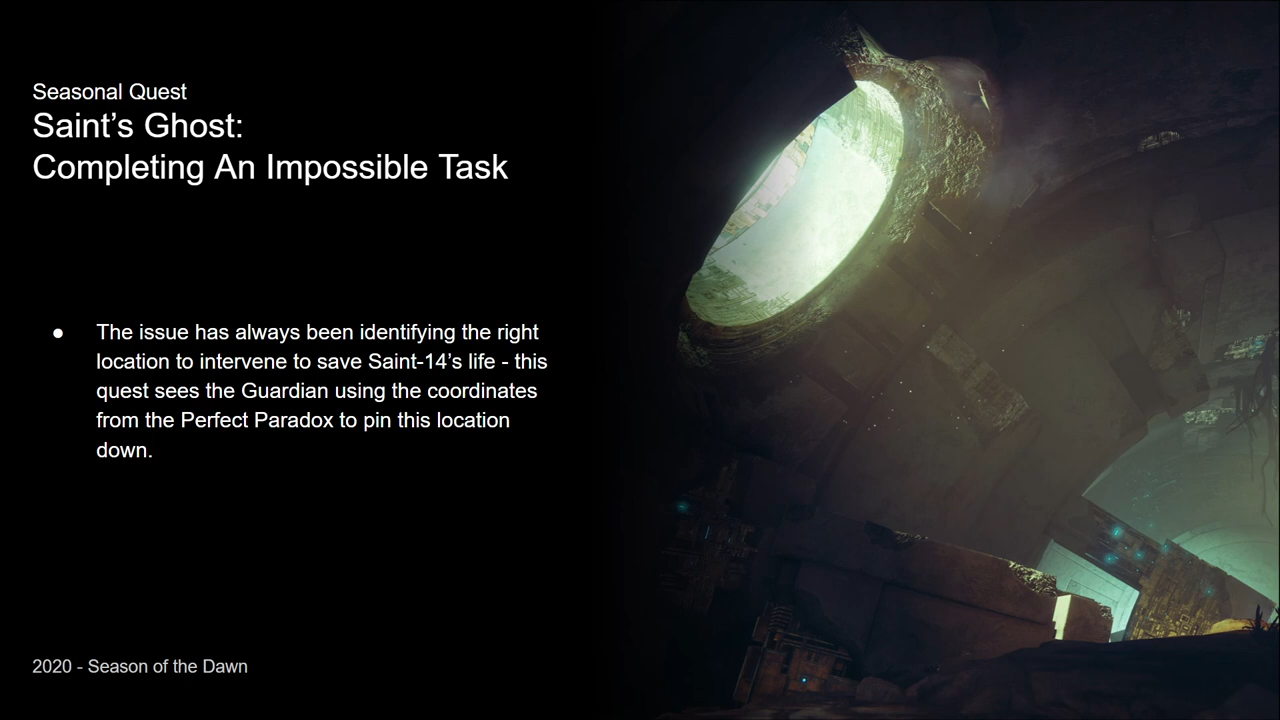 Seasonal Quest
Saint’s Ghost:
Completing An Impossible Task
● The issue has always been identifying the right
location to intervene to save Saint-14’s life - this
quest sees the Guardian using the coordinates
from the Perfect Paradox to pin this location
down.
2020 - Season of the Dawn